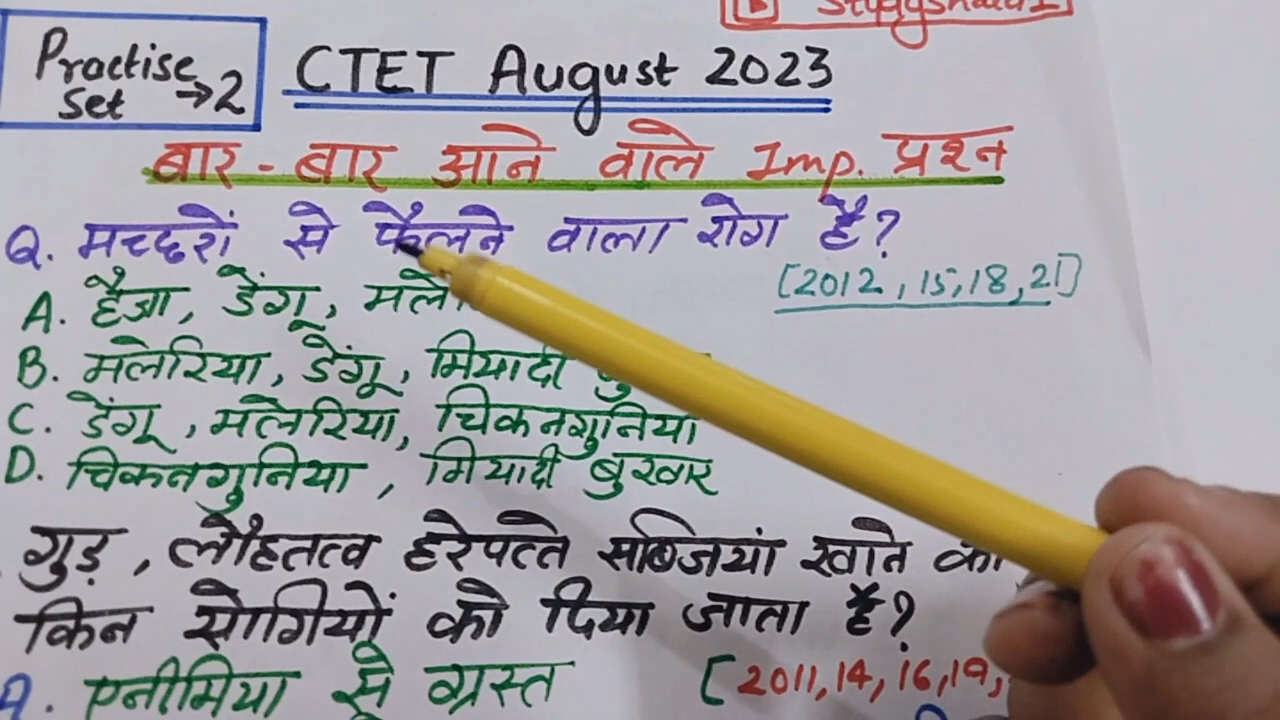 Practise
Set →2
CTET August 2023
बार-बार आने वाले Imp. प्रश्न
Q. मच्छरों से फैलने वाला रोग है?
[2012, 15, 18, 21]
A. हैजा, डेंगू,
B. मलेरिया, डेंगू, मियादी
C. डेंगू, मलेरिया, चिकनगुनिया
D. चिकनगुनिया, मियादी बुखार
गुड़, लौहतत्व हरेपत्ते सब्जियां खाने
किन रोगियों को दिया जाता है?
A. एनीमिया से ग्रस्त [2011, 14, 16, 19,